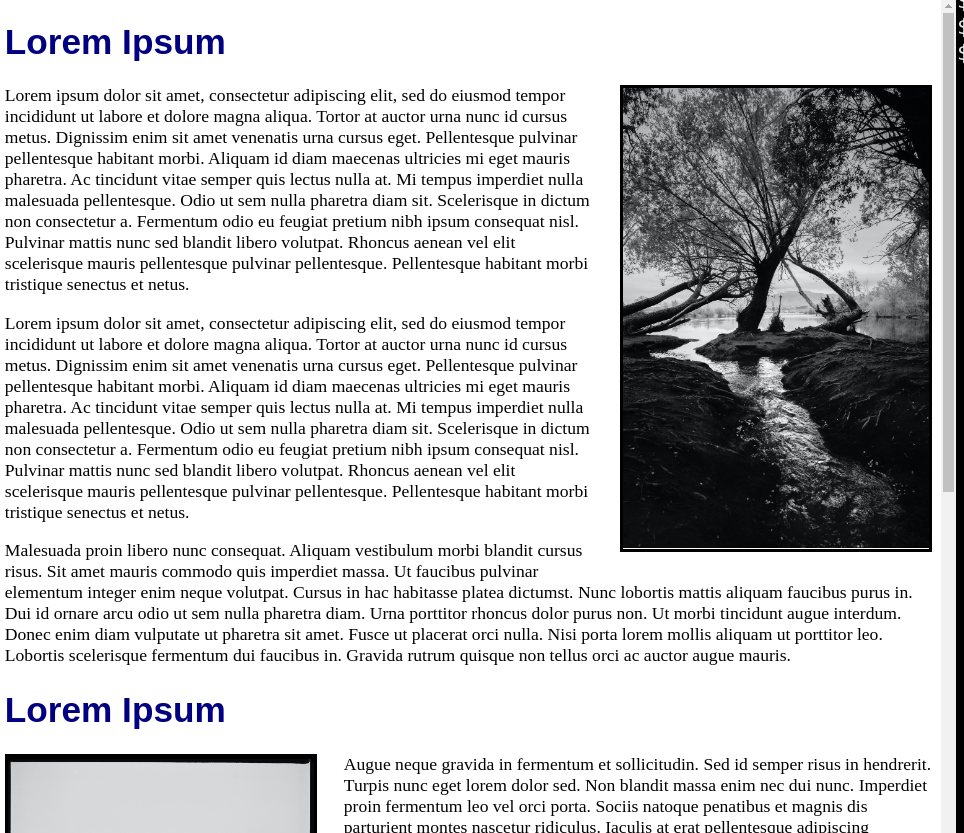 Lorem Ipsum
Lorem ipsum dolor sit amet, consectetur adipiscing elit, sed do eiusmod tempor
incididunt ut labore et dolore magna aliqua. Tortor at auctor urna nunc id cursus
metus. Dignissim enim sit amet venenatis urna cursus eget. Pellentesque pulvinar
pellentesque habitant morbi. Aliquam id diam maecenas ultricies mi eget mauris
pharetra. Ac tincidunt vitae semper quis lectus nulla at. Mi tempus imperdiet nulla
malesuada pellentesque. Odio ut sem nulla pharetra diam sit. Scelerisque in dictum
non consectetur a. Fermentum odio eu feugiat pretium nibh ipsum consequat nisl.
Pulvinar mattis nunc sed blandit libero volutpat. Rhoncus aenean vel elit
scelerisque mauris pellentesque pulvinar pellentesque. Pellentesque habitant morbi
tristique senectus et netus.
Lorem ipsum dolor sit amet, consectetur adipiscing elit, sed do eiusmod tempor
incididunt ut labore et dolore magna aliqua. Tortor at auctor urna nunc id cursus
metus. Dignissim enim sit amet venenatis urna cursus eget. Pellentesque pulvinar
pellentesque habitant morbi. Aliquam id diam maecenas ultricies mi eget mauris
pharetra. Ac tincidunt vitae semper quis lectus nulla at. Mi tempus imperdiet nulla
malesuada pellentesque. Odio ut sem nulla pharetra diam sit. Scelerisque in dictum
non consectetur a. Fermentum odio eu feugiat pretium nibh ipsum consequat nisl.
Pulvinar mattis nunc sed blandit libero volutpat. Rhoncus aenean vel elit
scelerisque mauris pellentesque pulvinar pellentesque. Pellentesque habitant morbi
tristique senectus et netus.
Malesuada proin libero nunc consequat. Aliquam vestibulum morbi blandit cursus
risus. Sit amet mauris commodo quis imperdiet massa. Ut faucibus pulvinar
elementum integer enim neque volutpat. Cursus in hac habitasse platea dictumst. Nunc lobortis mattis aliquam faucibus purus in.
Dui id ornare arcu odio ut sem nulla pharetra diam. Urna porttitor rhoncus dolor purus non. Ut morbi tincidunt augue interdum.
Donec enim diam vulputate ut pharetra sit amet. Fusce ut placerat orci nulla. Nisi porta lorem mollis aliquam ut porttitor leo.
Lobortis scelerisque fermentum dui faucibus in. Gravida rutrum quisque non tellus orci ac auctor augue mauris.
Lorem Ipsum
Augue neque gravida in fermentum et sollicitudin. Sed id semper risus in hendrerit.
Turpis nunc eget lorem dolor sed. Non blandit massa enim nec dui nunc. Imperdiet
proin fermentum leo vel orci porta. Sociis natoque penatibus et magnis dis
parturient montes nascetur ridiculus. Iaculis at erat pellentesque adipiscing